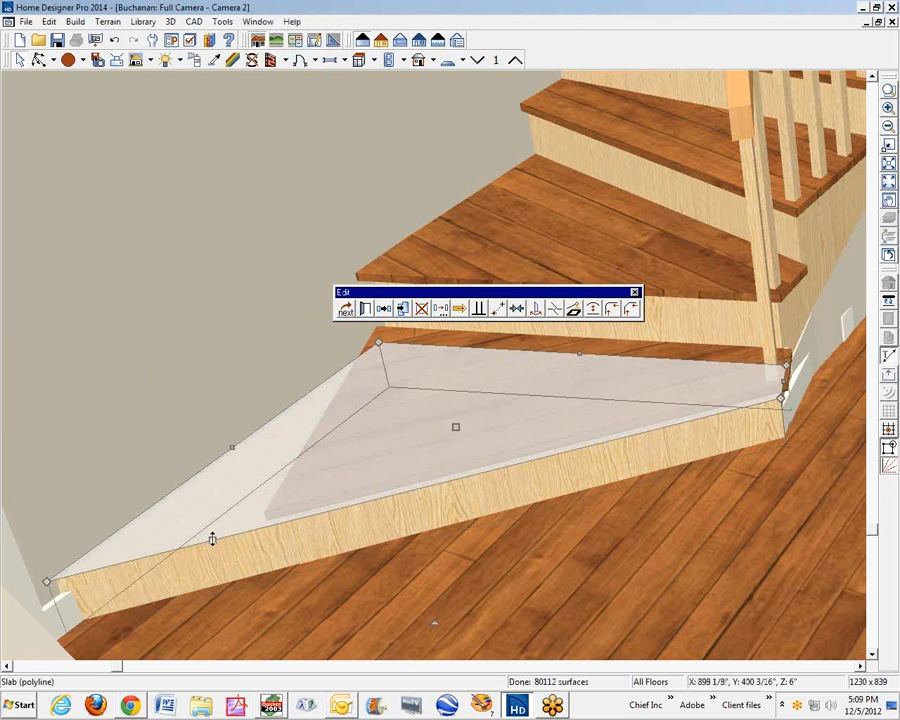 Home Designer Pro 2014 - [Buchanan: Full Camera - Camera 2]
File Edit Build Terrain Library 3D CAD Tools Window Help
1
Edit
next
Slab (polyline)
Done: 80112 surfaces
All Floors
X: 898 1/8", Y: 400 3/16", Z: 6"
1230 x 839
Start
Chief Inc »
Adobe »
Client files »
5:09 PM
12/5/2012